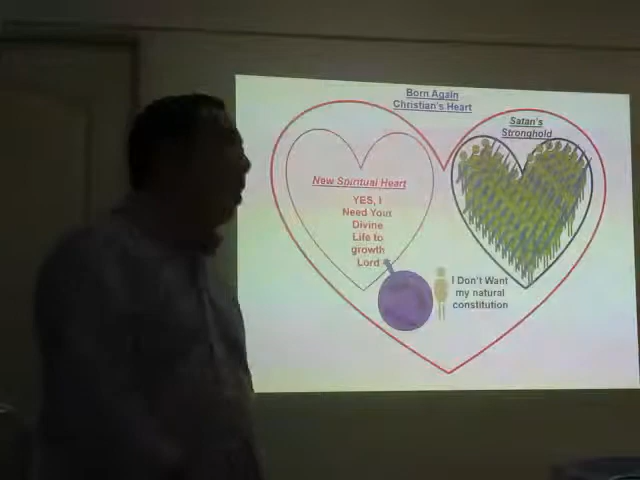 Born Again
Christian's Heart
Satan's
Stronghold
New Spiritual Heart
YES, I
Need Your
Divine
Life to
growth
Lord
I Don't Want
my natural
constitution